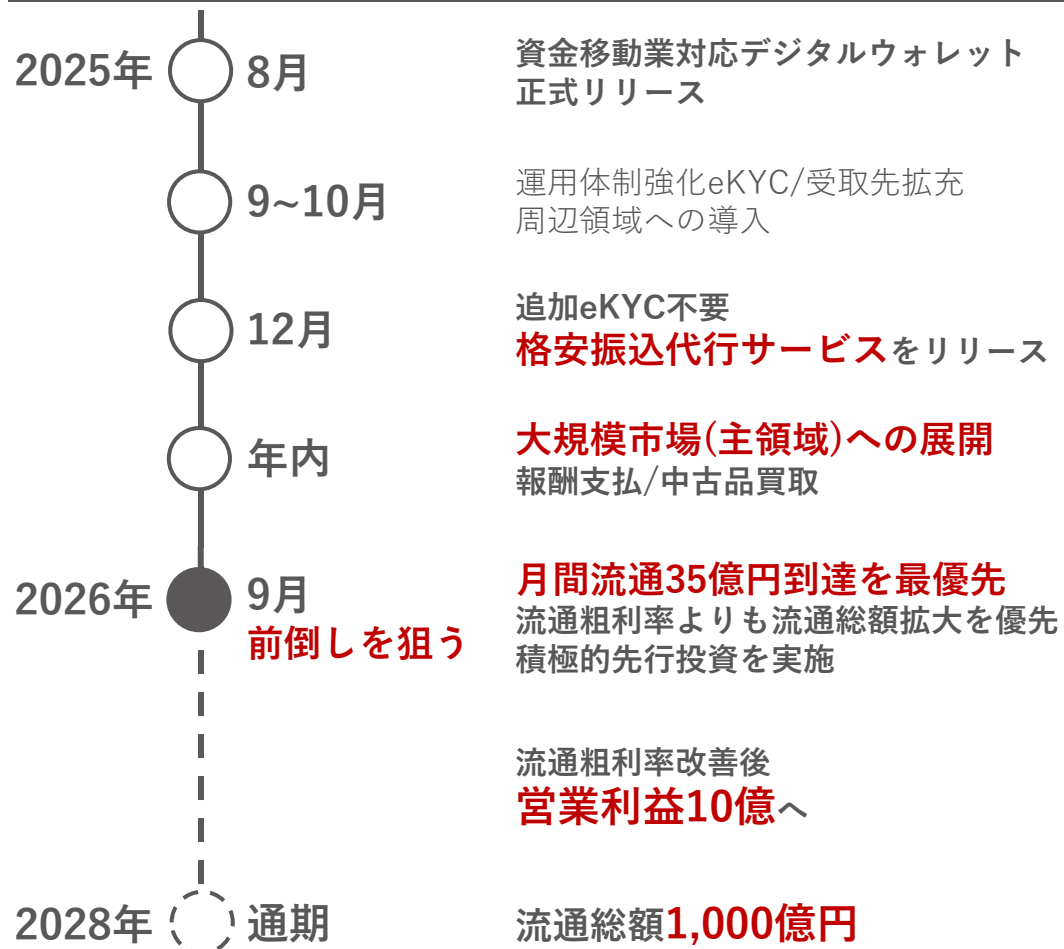 2025年 8月 資金移動業対応デジタルウォレット
正式リリース
9~10月 運用体制強化eKYC/受取先拡充
周辺領域への導入
12月 追加eKYC不要
格安振込代行サービスをリリース
年内 大規模市場(主領域)への展開
報酬支払/中古品買取
2026年 9月 月間流通35億円到達を最優先
前倒しを狙う 流通粗利率よりも流通総額拡大を優先
積極的先行投資を実施
流通粗利率改善後
営業利益10億へ
2028年 通期 流通総額1,000億円